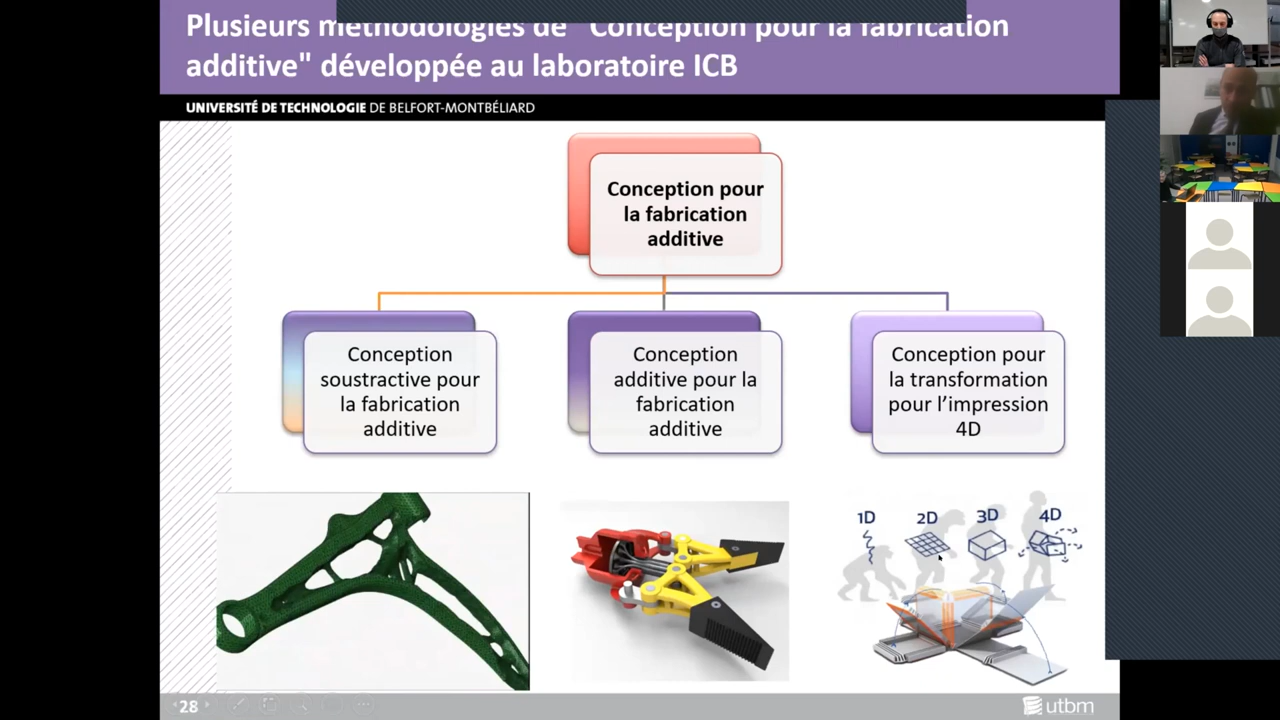 Plusieurs méthodologies de "Conception pour la fabrication
additive" développée au laboratoire ICB
UNIVERSITÉ DE TECHNOLOGIE DE BELFORT-MONTBÉLIARD
Conception pour
la fabrication
additive
Conception
soustractive pour
la fabrication
additive
Conception
additive pour la
fabrication
additive
Conception pour
la transformation
pour l’impression
4D
1D
2D
3D
4D
28
utbm